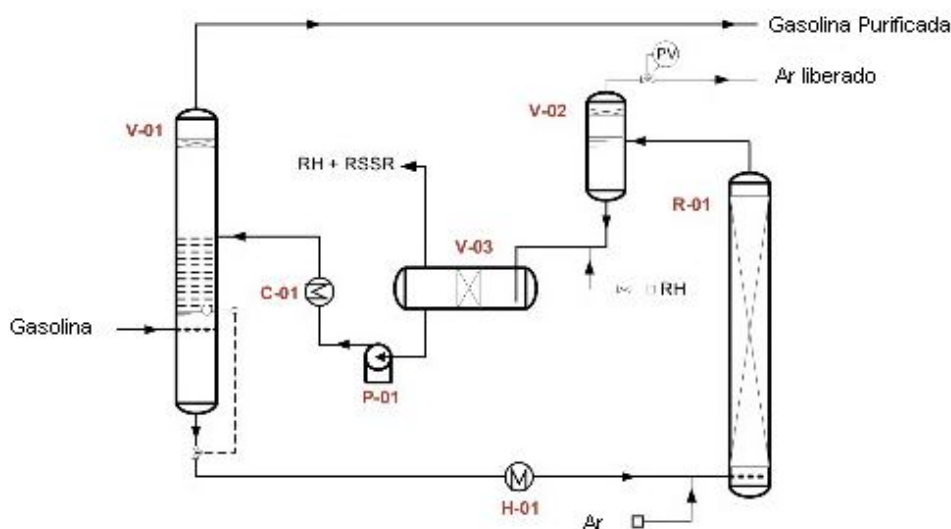 Gasolina Purificada
PV
Ar liberado
V-02
V-01
RH + RSSR
R-01
V-03
RH
C-01
Gasolina
P-01
H-01
Ar